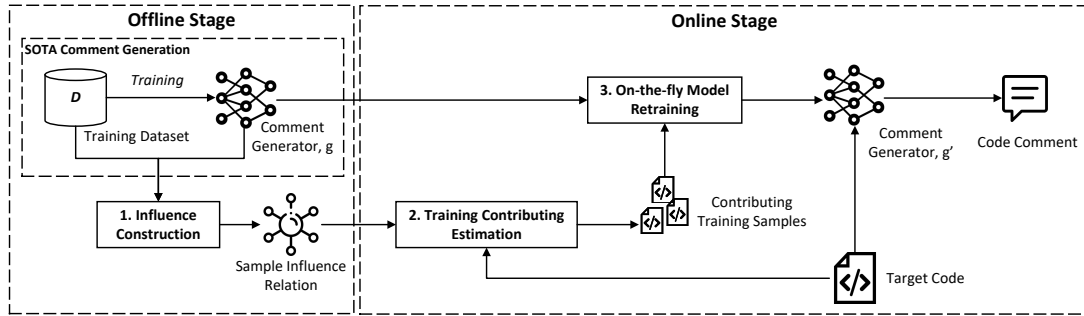 Offline Stage
SOTA Comment Generation
D
Training
Training Dataset
Comment
Generator, g
1. Influence
Construction
Sample Influence
Relation
Online Stage
2. Training Contributing
Estimation
Contributing
Training Samples
3. On-the-fly Model
Retraining
Comment
Generator, g’
Code Comment
Target Code